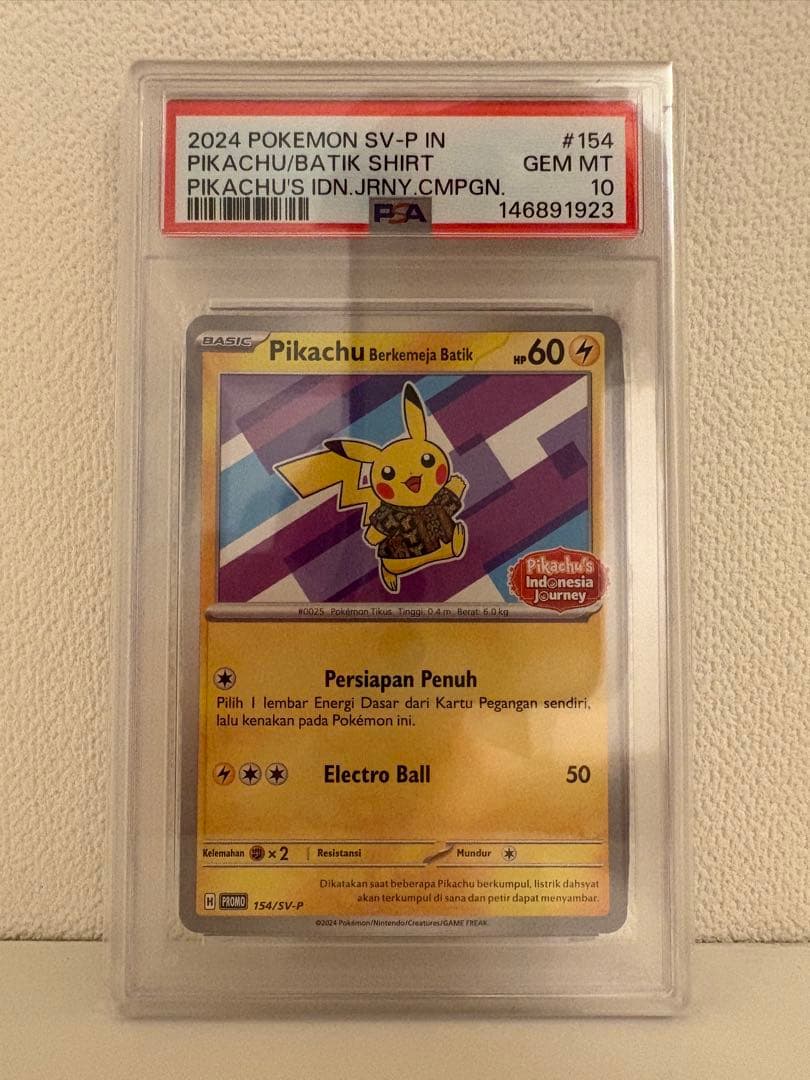 2024 POKEMON SV-P IN #154
PIKACHU/BATIK SHIRT GEM MT
PIKACHU'S IDN.JRNY.CMPGN. 10
PSA 146891923
BASIC Pikachu Berkemeja Batik HP 60
Pikachu's
Indonesia
Journey
#0025 Pokémon Tikus Tinggi: 0.4 m Berat: 6.0 kg
Persiapan Penuh
Pilih 1 lembar Energi Dasar dari Kartu Pegangan sendiri,
lalu kenakan pada Pokémon ini.
Electro Ball 50
Kelemahan ×2 Resistansi Mundur
Dikatakan saat beberapa Pikachu berkumpul, listrik dahsyat
akan terkumpul di sana dan petir dapat menyambar.
H PROMO 154/SV-P
©2024 Pokémon/Nintendo/Creatures/GAME FREAK.